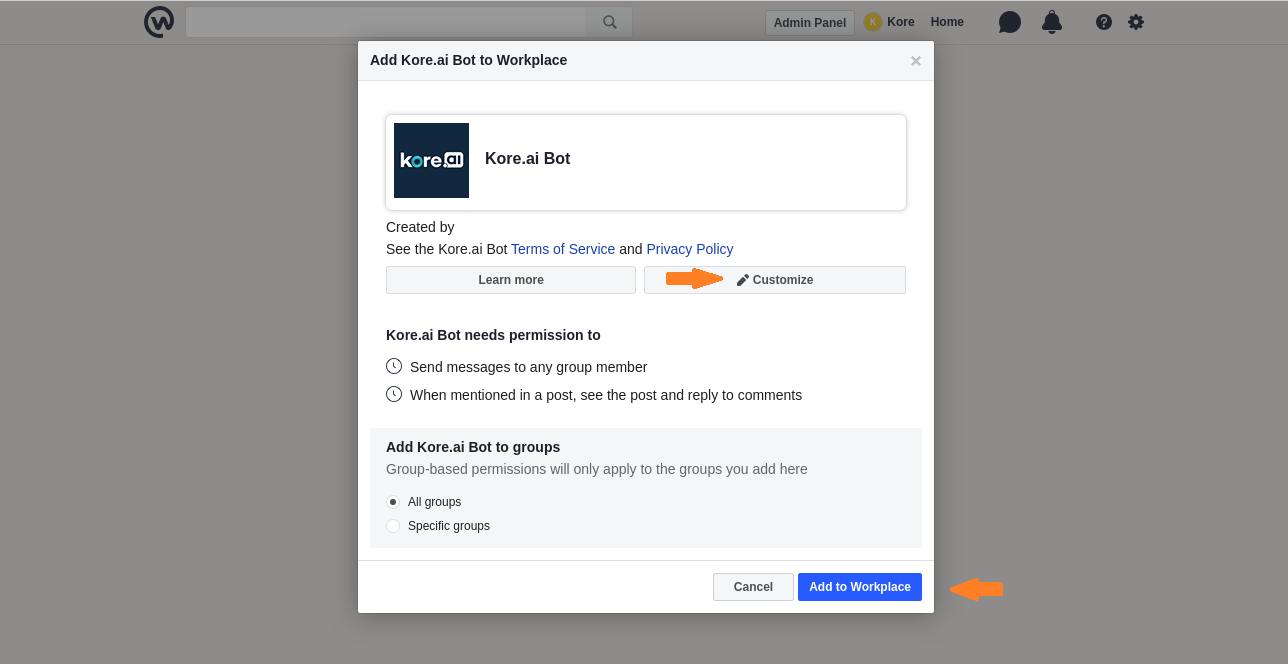 Admin Panel K Kore Home
Add Kore.ai Bot to Workplace
kore.ai
Kore.ai Bot
Created by
See the Kore.ai Bot Terms of Service and Privacy Policy
Learn more
Customize
Kore.ai Bot needs permission to
Send messages to any group member
When mentioned in a post, see the post and reply to comments
Add Kore.ai Bot to groups
Group-based permissions will only apply to the groups you add here
All groups
Specific groups
Cancel
Add to Workplace